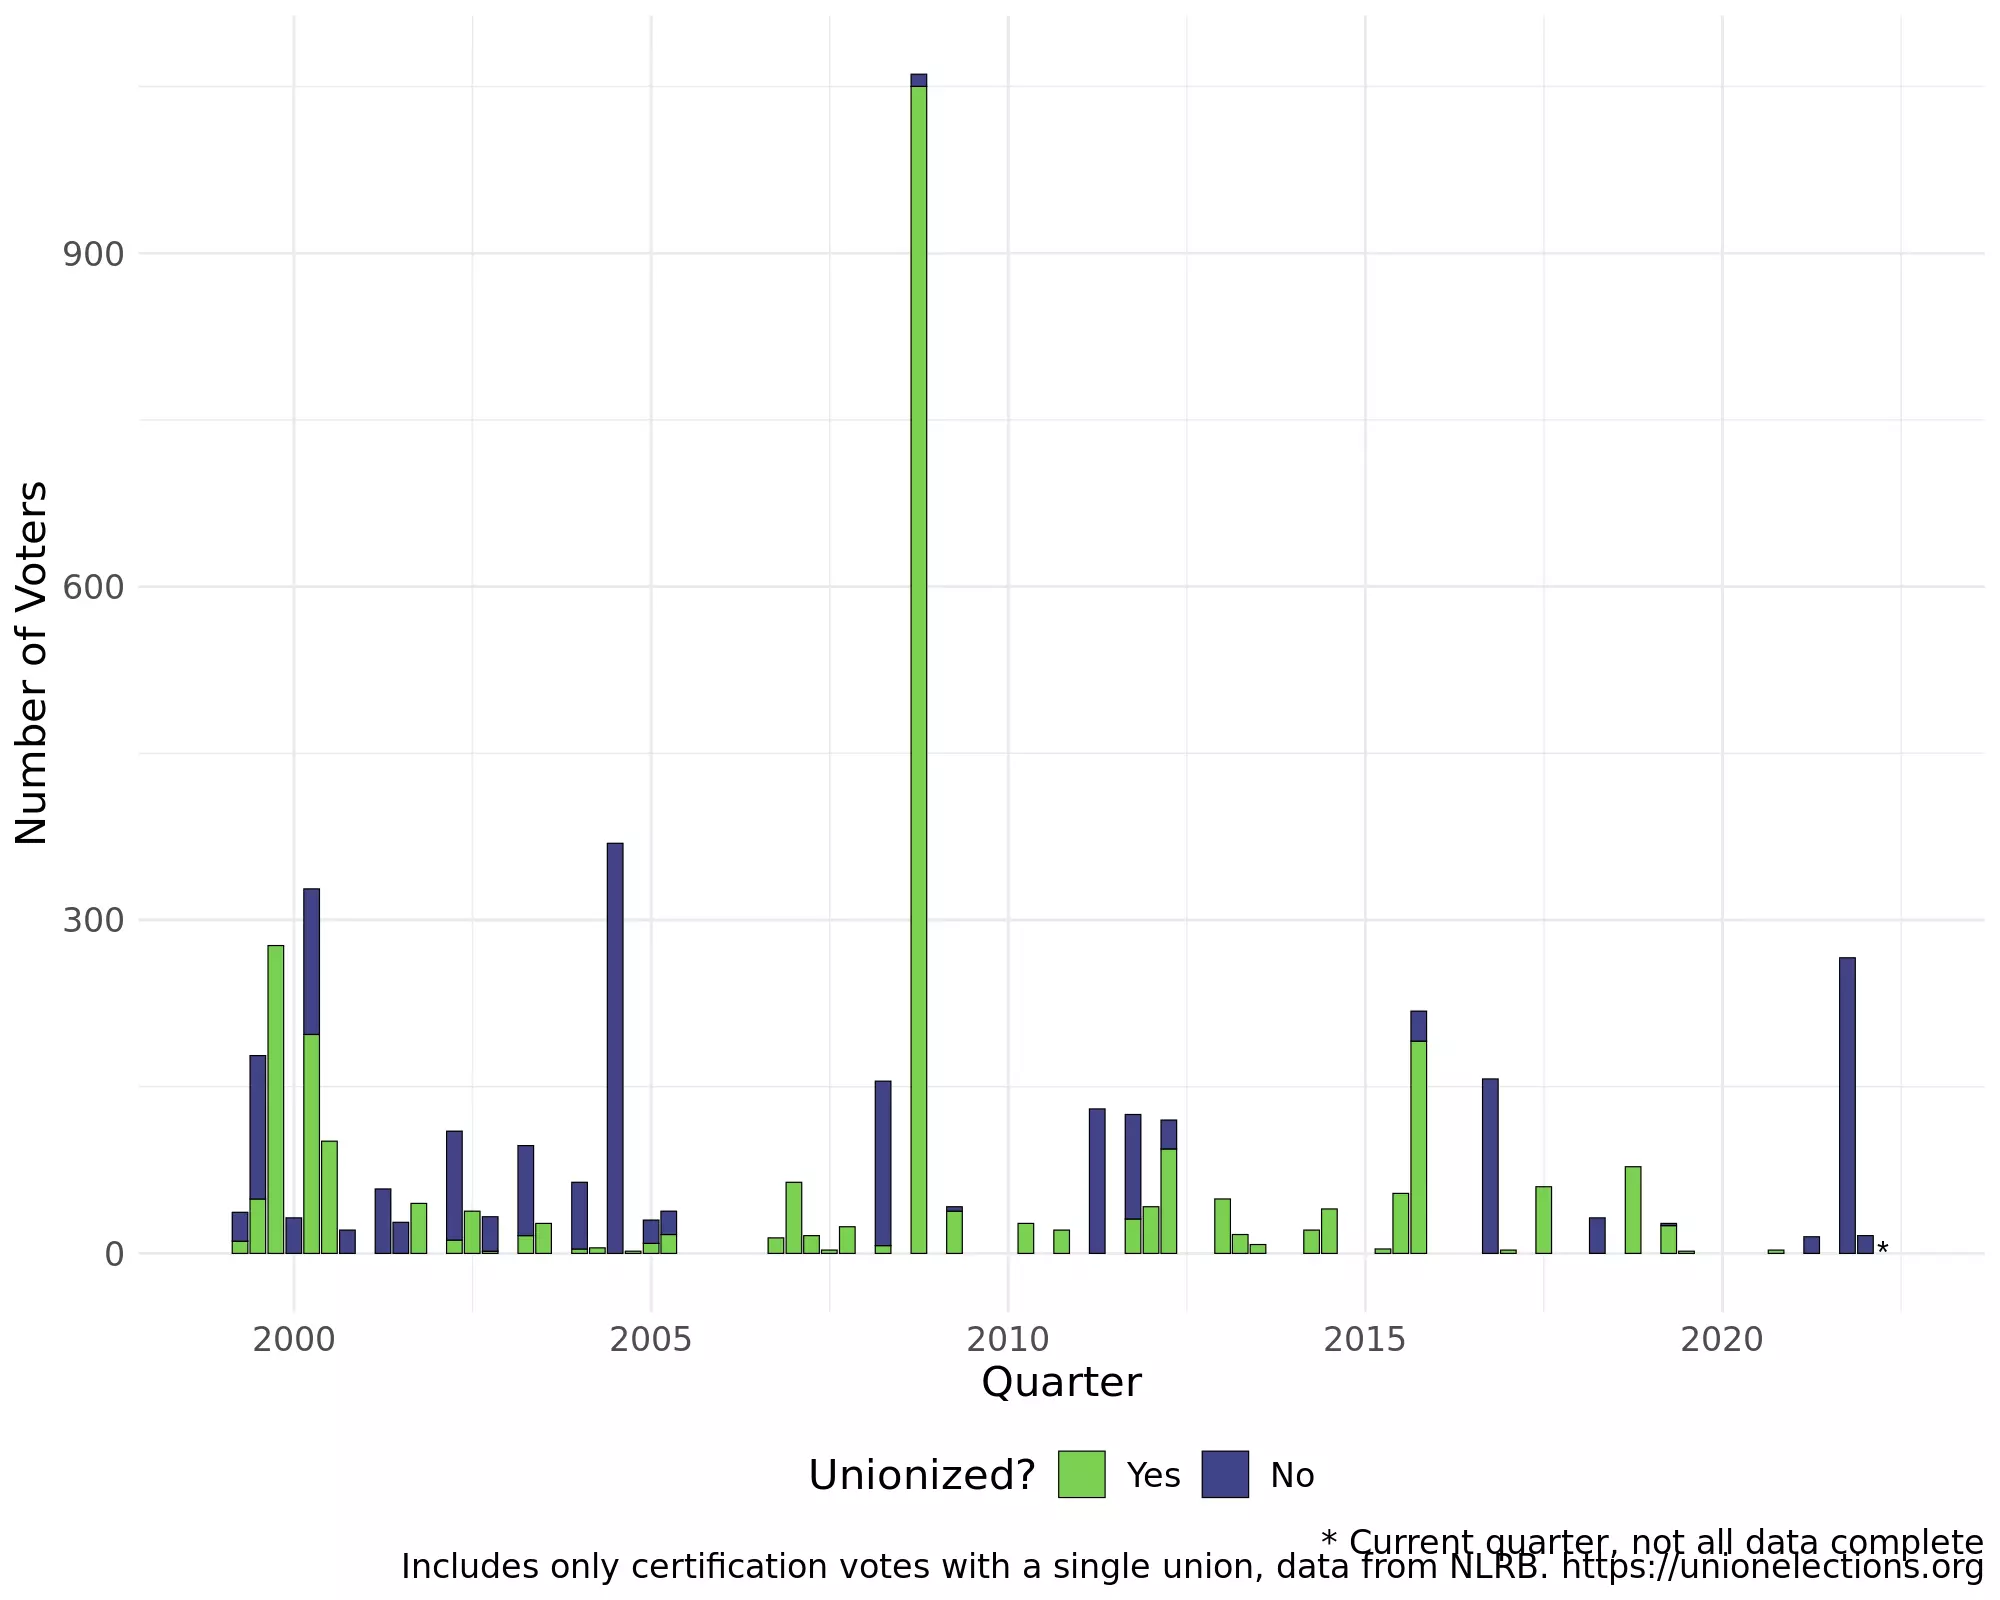 Number of Voters
900
600
300
0
*
2000 2005 2010 2015 2020
Quarter
Unionized? Yes No
* Current quarter, not all data complete
Includes only certification votes with a single union, data from NLRB. https://unionelections.org